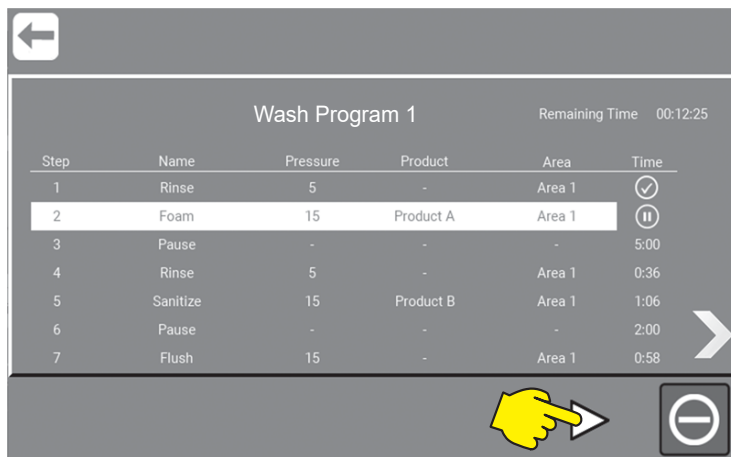 Wash Program 1 Remaining Time 00:12:25
Step Name Pressure Product Area Time
1 Rinse 5 - Area 1
2 Foam 15 Product A Area 1
3 Pause - - - 5:00
4 Rinse 5 - Area 1 0:36
5 Sanitize 15 Product B Area 1 1:06
6 Pause - - - 2:00
7 Flush 15 - Area 1 0:58